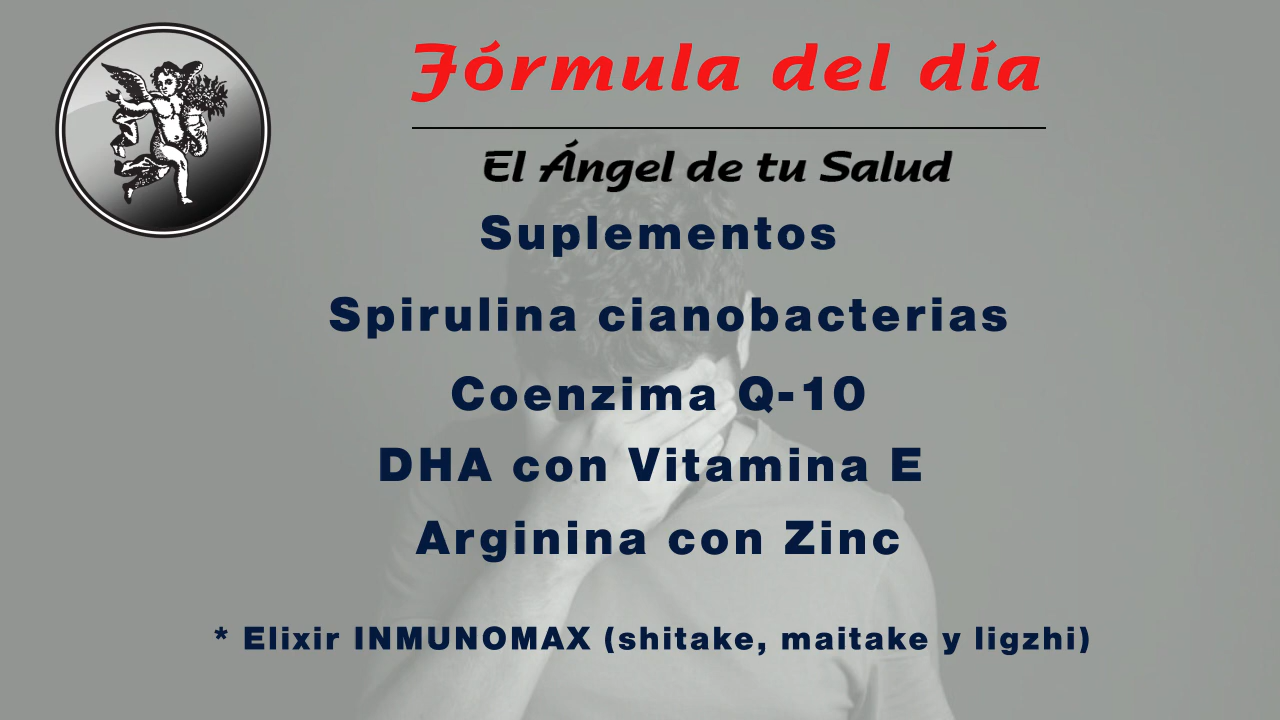 Fórmula del día
El Ángel de tu Salud
Suplementos
Spirulina cianobacterias
Coenzima Q-10
DHA con Vitamina E
Arginina con Zinc
* Elixir INMUNOMAX (shitake, maitake y ligzhi)